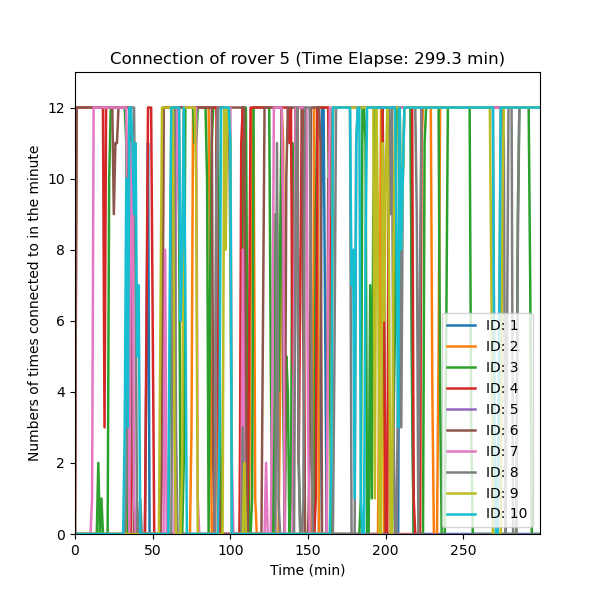 Connection of rover 5 (Time Elapse: 299.3 min)
Numbers of times connected to in the minute
12
10
8
6
4
2
0
0
50
100
150
200
250
Time (min)
ID: 1
ID: 2
ID: 3
ID: 4
ID: 5
ID: 6
ID: 7
ID: 8
ID: 9
ID: 10